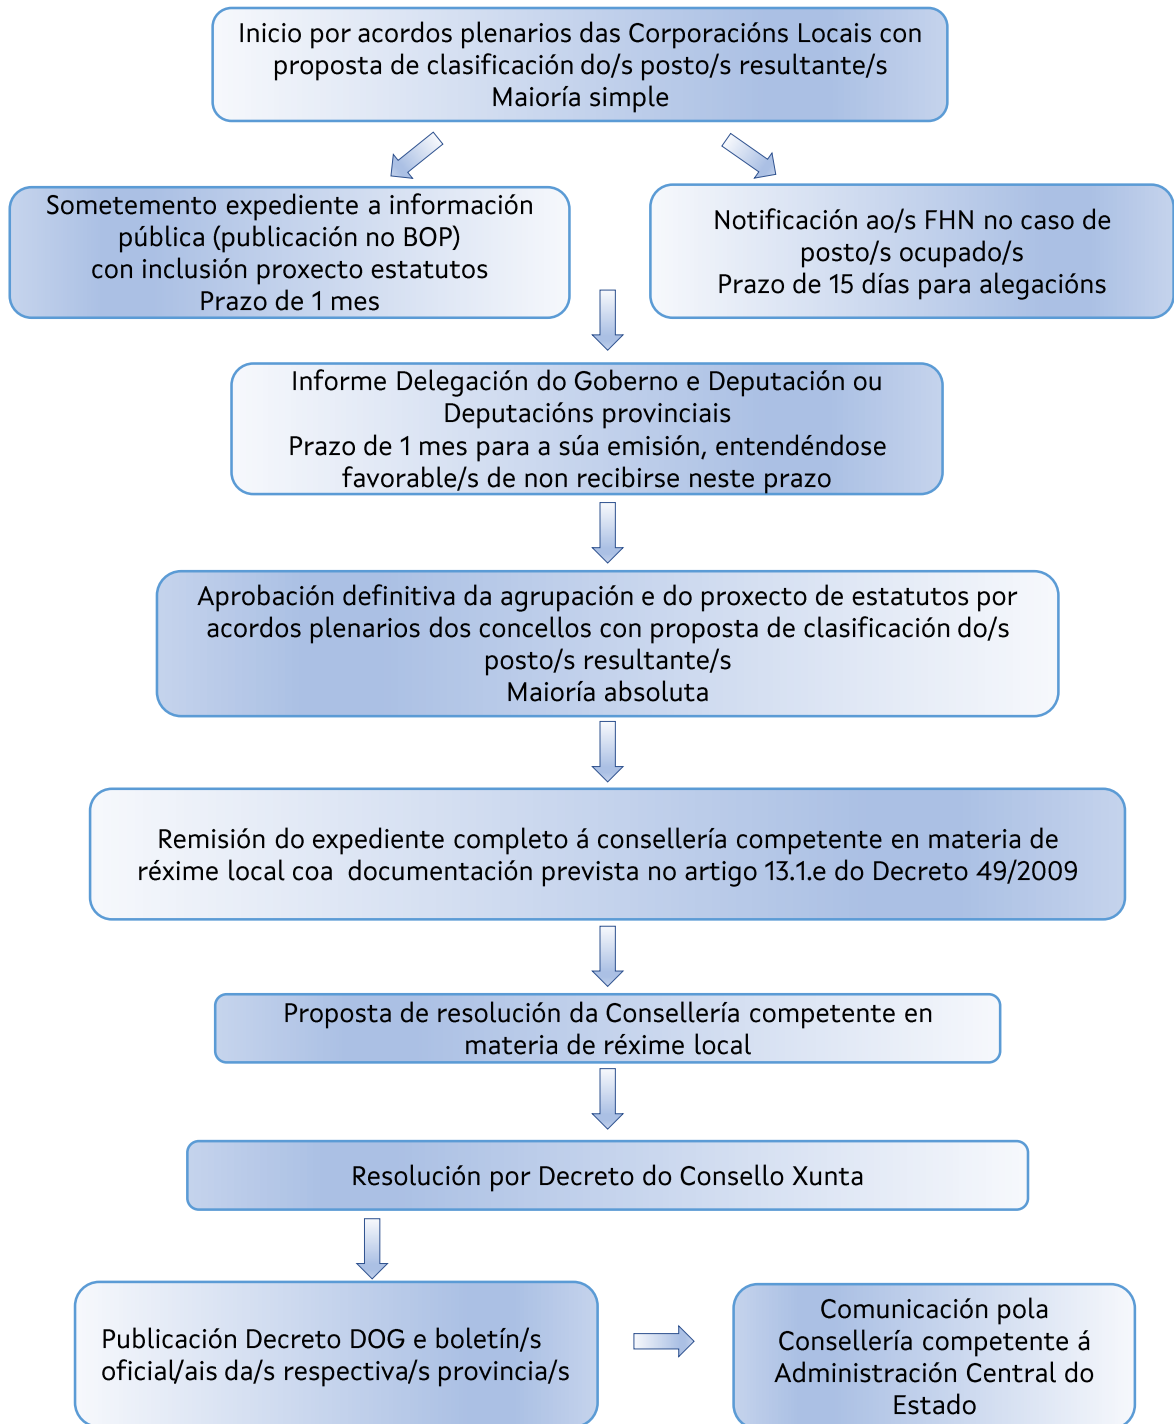 Inicio por acordos plenarios das Corporacións Locais con
proposta de clasificación do/s posto/s resultante/s
Maioría simple
Sometemento expediente a información
pública (publicación no BOP)
con inclusión proxecto estatutos
Prazo de 1 mes
Notificación ao/s FHN no caso de
posto/s ocupado/s
Prazo de 15 días para alegacións
Informe Delegación do Goberno e Deputación ou
Deputacións provinciais
Prazo de 1 mes para a súa emisión, entendéndose
favorable/s de non recibirse neste prazo
Aprobación definitiva da agrupación e do proxecto de estatutos por
acordos plenarios dos concellos con proposta de clasificación do/s
posto/s resultante/s
Maioría absoluta
Remisión do expediente completo á consellería competente en materia de
réxime local coa  documentación prevista no artigo 13.1.e do Decreto 49/2009
Proposta de resolución da Consellería competente en
materia de réxime local
Resolución por Decreto do Consello Xunta
Publicación Decreto DOG e boletín/s
oficial/ais da/s respectiva/s provincia/s
Comunicación pola
Consellería competente á
Administración Central do
Estado